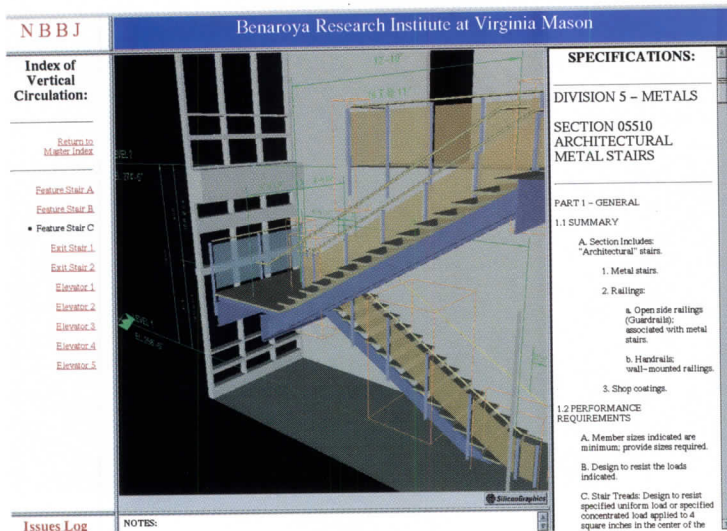 NBBJ
Benaroya Research Institute at Virginia Mason
Index of
Vertical
Circulation:
Return to
Master Index
Feature Stair A
Feature Stair B
Feature Stair C
Exit Stair 1
Exit Stair 2
Elevator 1
Elevator 2
Elevator 3
Elevator 4
Elevator 5
Issues Log
SiliconGraphics
NOTES:
SPECIFICATIONS:
DIVISION 5 – METALS
SECTION 05510
ARCHITECTURAL
METAL STAIRS
PART 1 – GENERAL
1.1 SUMMARY
A. Section Includes:
"Architectural" stairs.
1. Metal stairs.
2. Railings:
a. Open side railings
(Guardrails);
associated with metal
stairs.
b. Handrails;
wall-mounted railings.
3. Shop coatings.
1.2 PERFORMANCE
REQUIREMENTS
A. Member sizes indicated are
minimum; provide sizes required.
B. Design to resist the loads
indicated.
C. Stair Treads: Design to resist
specified uniform load or specified
concentrated load applied to 4
square inches in the center of the